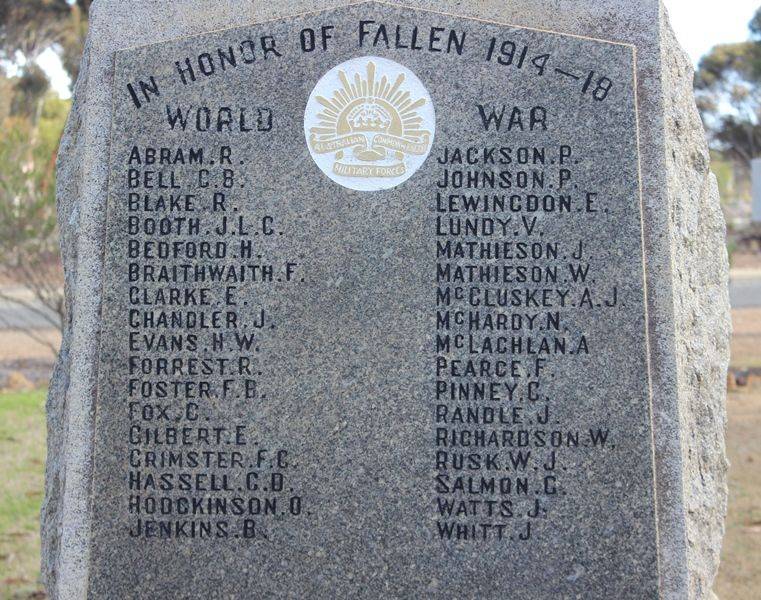 IN HONOR OF FALLEN 1914-18
WORLD WAR
AUSTRALIAN COMMONWEALTH
MILITARY FORCES
ABRAM.R.
BELL C.B.
BLAKE.R.
BOOTH.J.L.C.
BEDFORD.H.
BRAITHWAITH.F.
CLARKE.E.
CHANDLER.J.
EVANS.H.W.
FORREST.R.
FOSTER.F.B.
FOX.C.
GILBERT.E.
GRIMSTER.F.C.
HASSELL.C.D.
HODGKINSON.O.
JENKINS.B.
JACKSON.P.
JOHNSON.P.
LEWINGDON.E.
LUNDY.V.
MATHIESON.J
MATHIESON.W.
McCLUSKEY.A.J.
McHARDY.N.
McLACHLAN.A
PEARCE.F.
PINNEY.C.
RANDLE.J.
RICHARDSON.W.
RUSK.W.J.
SALMON.G.
WATTS.J.
WHITT.J